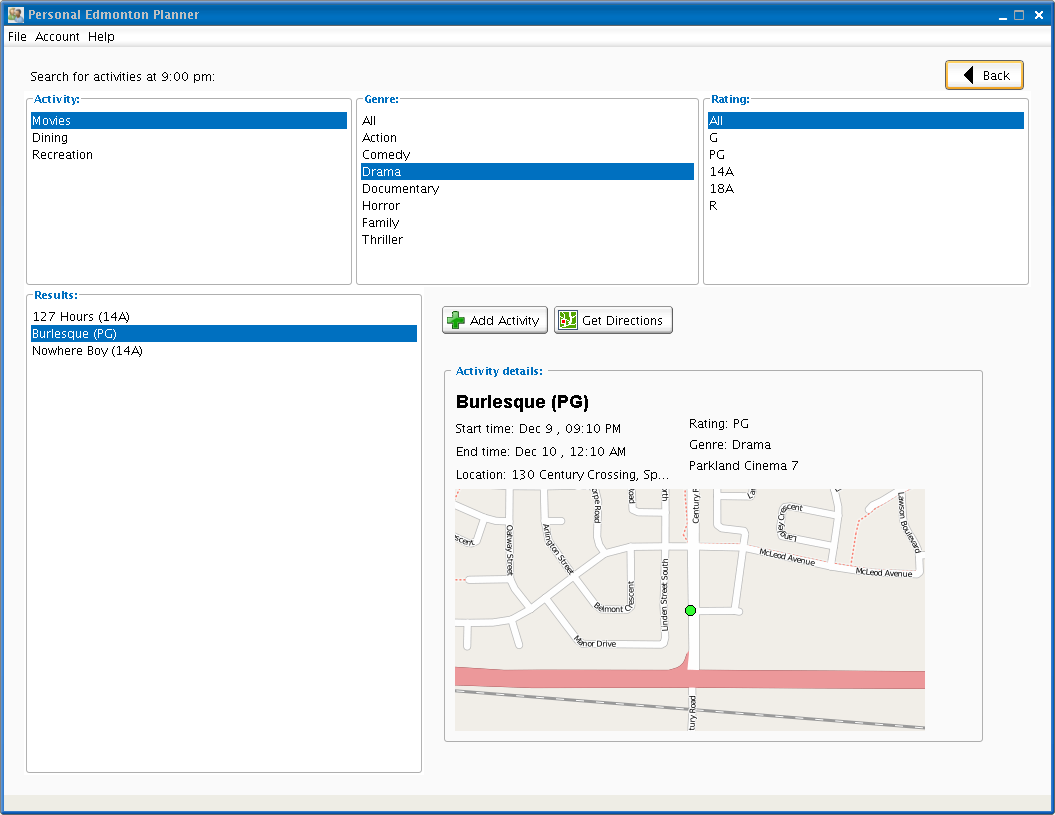 Personal Edmonton Planner
File Account Help
Search for activities at 9:00 pm:
Back
Activity:
Movies
Dining
Recreation
Genre:
All
Action
Comedy
Drama
Documentary
Horror
Family
Thriller
Rating:
All
G
PG
14A
18A
R
Results:
127 Hours (14A)
Burlesque (PG)
Nowhere Boy (14A)
Add Activity
Get Directions
Activity details:
Burlesque (PG)
Start time: Dec 9 , 09:10 PM
End time: Dec 10 , 12:10 AM
Location: 130 Century Crossing, Sp...
Rating: PG
Genre: Drama
Parkland Cinema 7
Oatway Street
Arlington Street
Road
Century R
Crescent
Lawson Boulevard
McLeod Avenue
McLeod Avenue
Belmont Crescent
Linden Street South
Manor Drive
tury Road